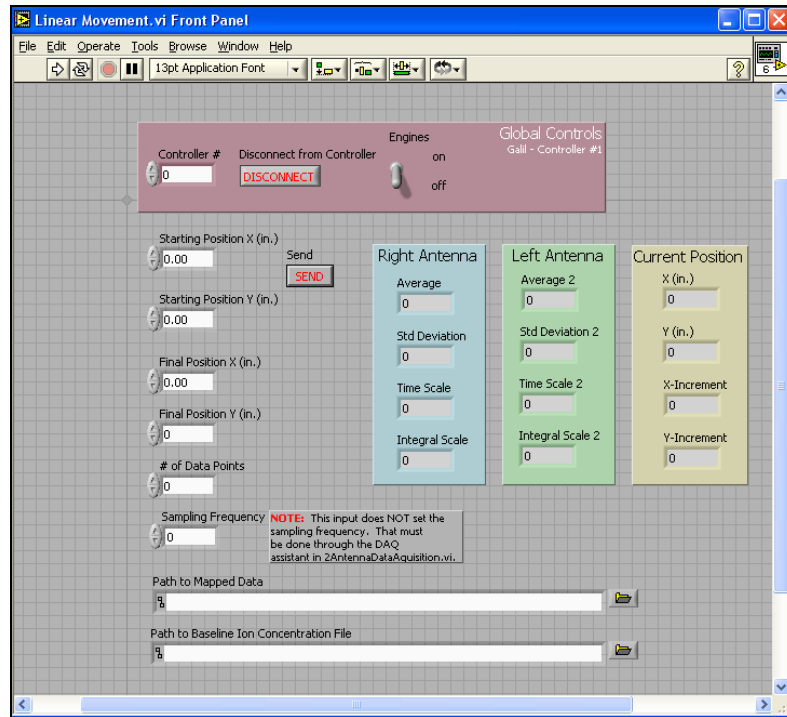 Linear Movement.vi Front Panel
File Edit Operate Tools Browse Window Help
13pt Application Font
?
6
Global Controls
Galil - Controller #1
Controller #
0
Disconnect from Controller
DISCONNECT
Engines
on
off
Starting Position X (in.)
0.00
Send
SEND
Starting Position Y (in.)
0.00
Final Position X (in.)
0.00
Final Position Y (in.)
0
# of Data Points
0
Sampling Frequency
0
NOTE: This input does NOT set the
sampling frequency. That must
be done through the DAQ
assistant in 2AntennaDataAquisition.vi.
Right Antenna
Average
0
Std Deviation
0
Time Scale
0
Integral Scale
0
Left Antenna
Average 2
0
Std Deviation 2
0
Time Scale 2
0
Integral Scale 2
0
Current Position
X (in.)
0
Y (in.)
0
X-Increment
0
Y-Increment
0
Path to Mapped Data
Path to Baseline Ion Concentration File